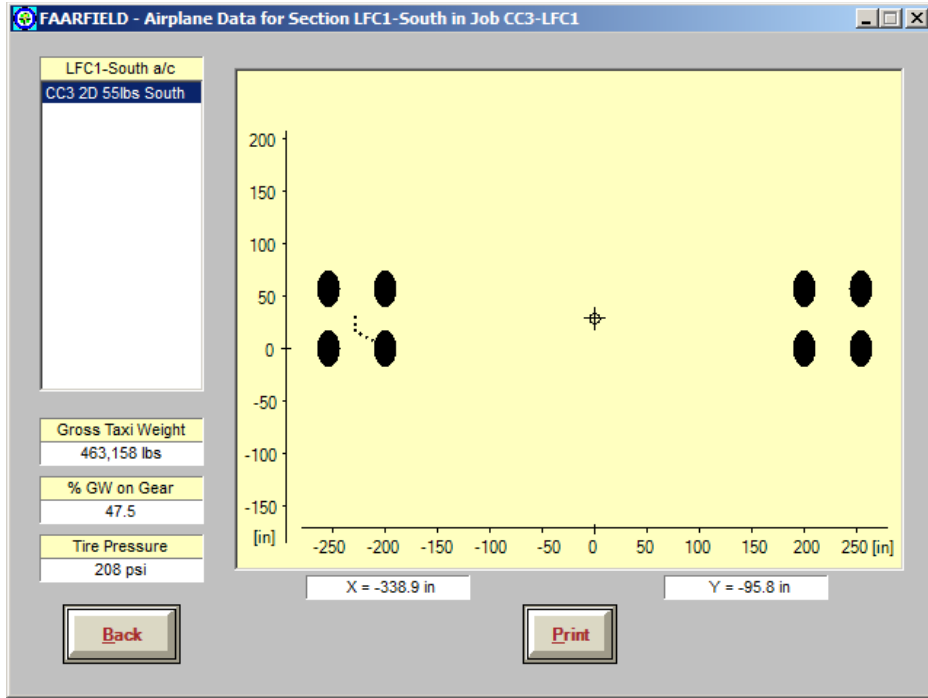 FAARFIELD - Airplane Data for Section LFC1-South in Job CC3-LFC1
LFC1-South a/c
CC3 2D 55lbs South
Gross Taxi Weight
463,158 lbs
% GW on Gear
47.5
Tire Pressure
208 psi
200
150
100
50
0
-50
-100
-150
[in]
-250 -200 -150 -100 -50 0 50 100 150 200 250 [in]
X = -338.9 in
Y = -95.8 in
Back
Print